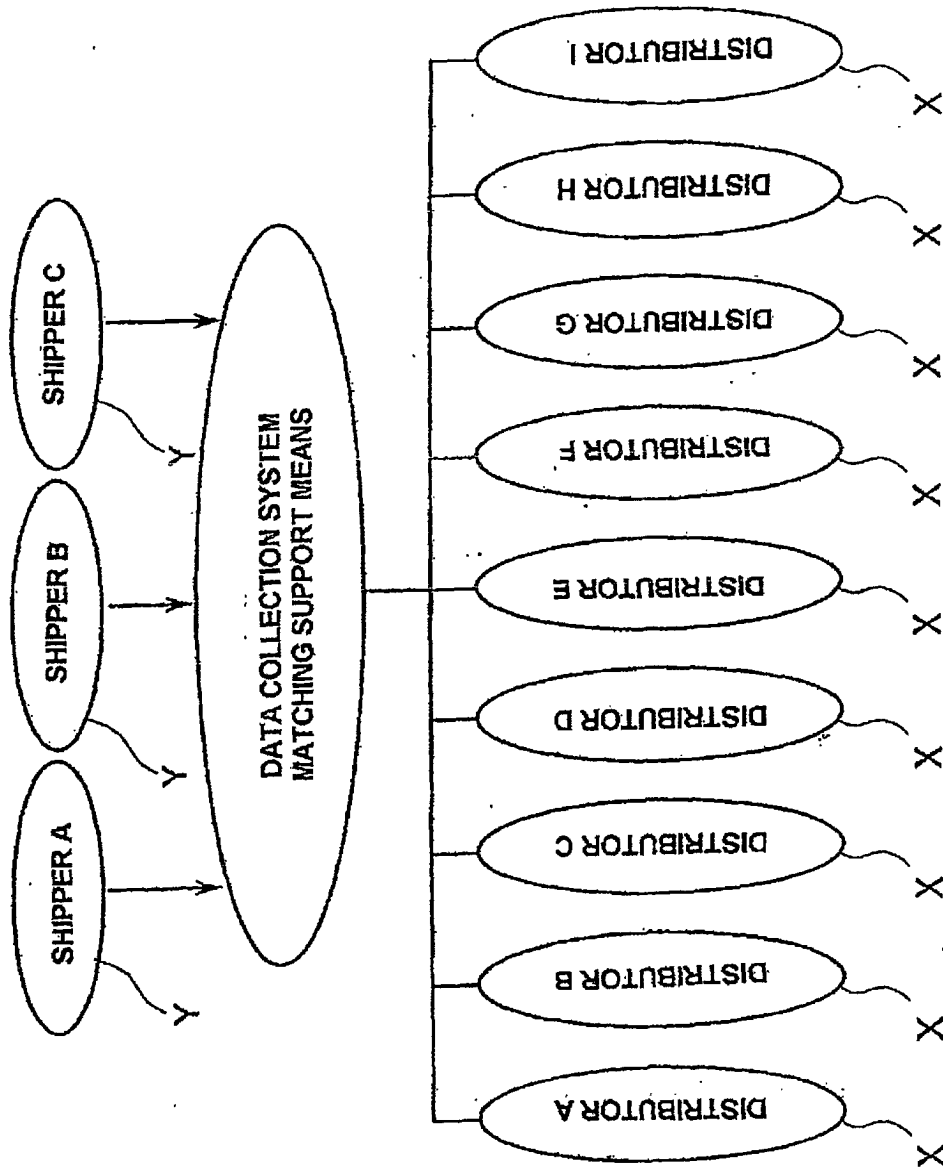 SHIPPER A
SHIPPER B
SHIPPER C
Y
Y
Y
DATA COLLECTION SYSTEM
MATCHING SUPPORT MEANS
DISTRIBUTOR A
DISTRIBUTOR B
DISTRIBUTOR C
DISTRIBUTOR D
DISTRIBUTOR E
DISTRIBUTOR F
DISTRIBUTOR G
DISTRIBUTOR H
DISTRIBUTOR I
X
X
X
X
X
X
X
X
X